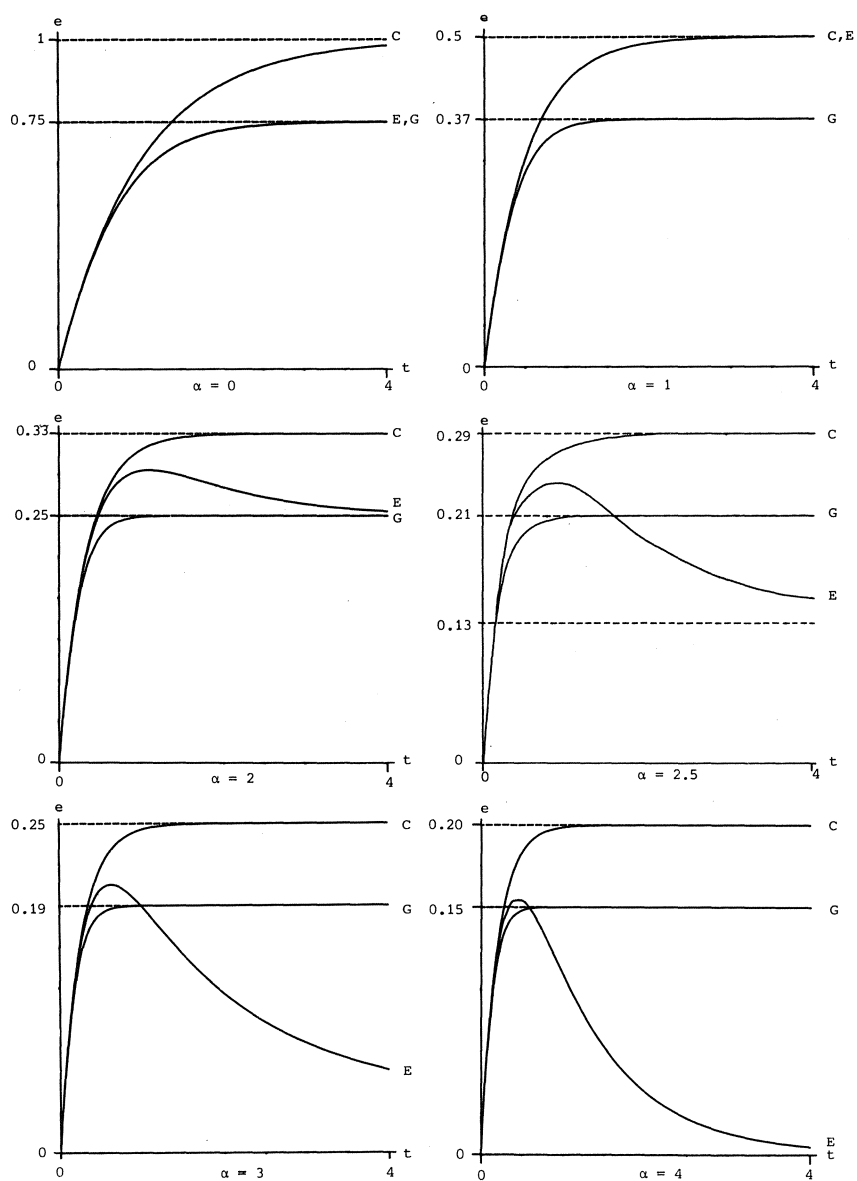 e
1
C
0.75
E,G
0
t
0
4
α = 0
e
0.5
C,E
0.37
G
0
t
0
4
α = 1
e
0.33
C
0.25
E
G
0
t
0
4
α = 2
e
0.29
C
0.21
G
E
0.13
0
t
0
4
α = 2.5
e
0.25
C
0.19
G
E
0
t
0
4
α = 3
e
0.20
C
0.15
G
E
0
t
0
4
α = 4